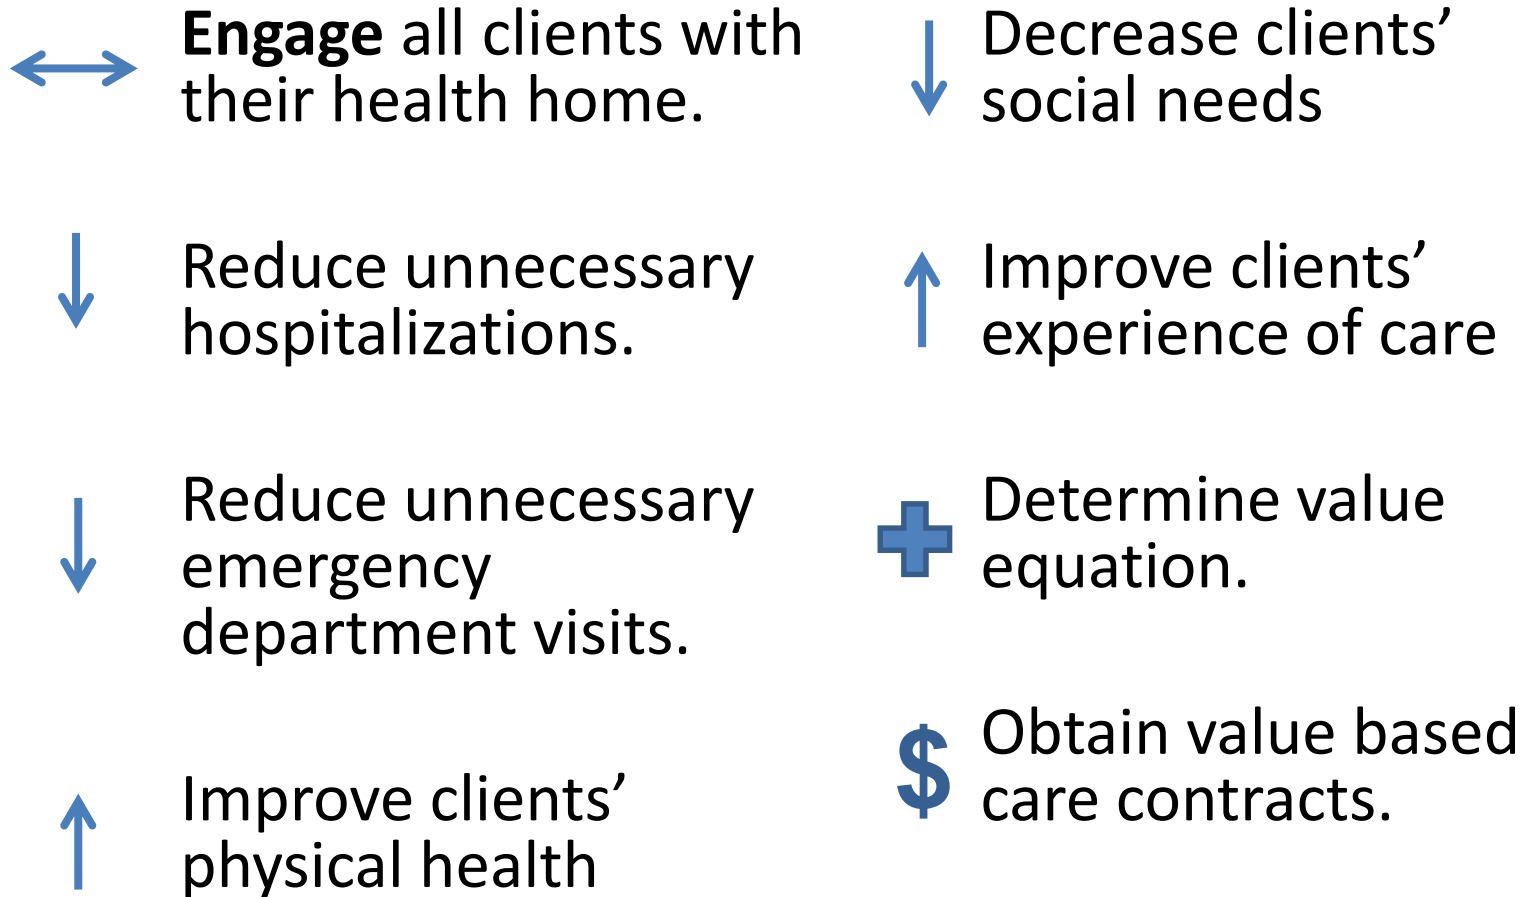 Engage all clients with
their health home.
Reduce unnecessary
hospitalizations.
Reduce unnecessary
emergency
department visits.
Improve clients’
physical health
Decrease clients’
social needs
Improve clients’
experience of care
Determine value
equation.
$
Obtain value based
care contracts.